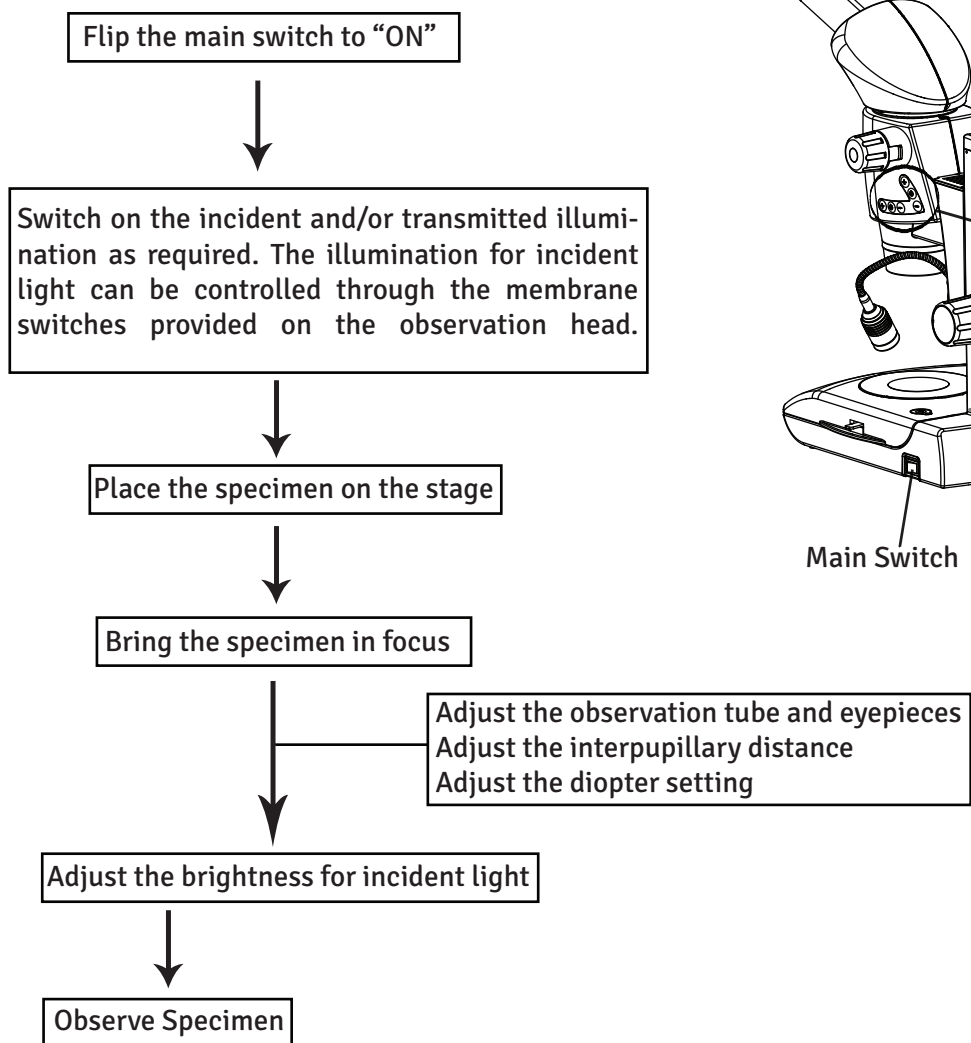 Flip the main switch to “ON”
Switch on the incident and/or transmitted illumi-
nation as required. The illumination for incident
light can be controlled through the membrane
switches provided on the observation head.
Place the specimen on the stage
Main Switch
Bring the specimen in focus
Adjust the observation tube and eyepieces
Adjust the interpupillary distance
Adjust the diopter setting
Adjust the brightness for incident light
Observe Specimen